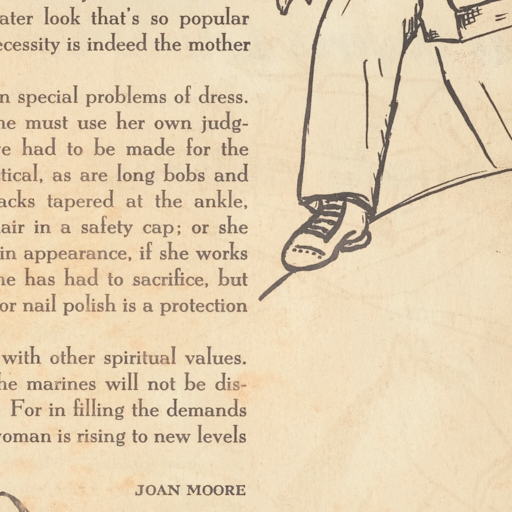 ater look that's so popular
ecessity is indeed the mother
n special problems of dress.
ne must use her own judg-
e had to be made for the
tical, as are long bobs and
acks tapered at the ankle,
air in a safety cap; or she
in appearance, if she works
ne has had to sacrifice, but
or nail polish is a protection
with other spiritual values.
he marines will not be dis-
For in filling the demands
oman is rising to new levels
JOAN MOORE